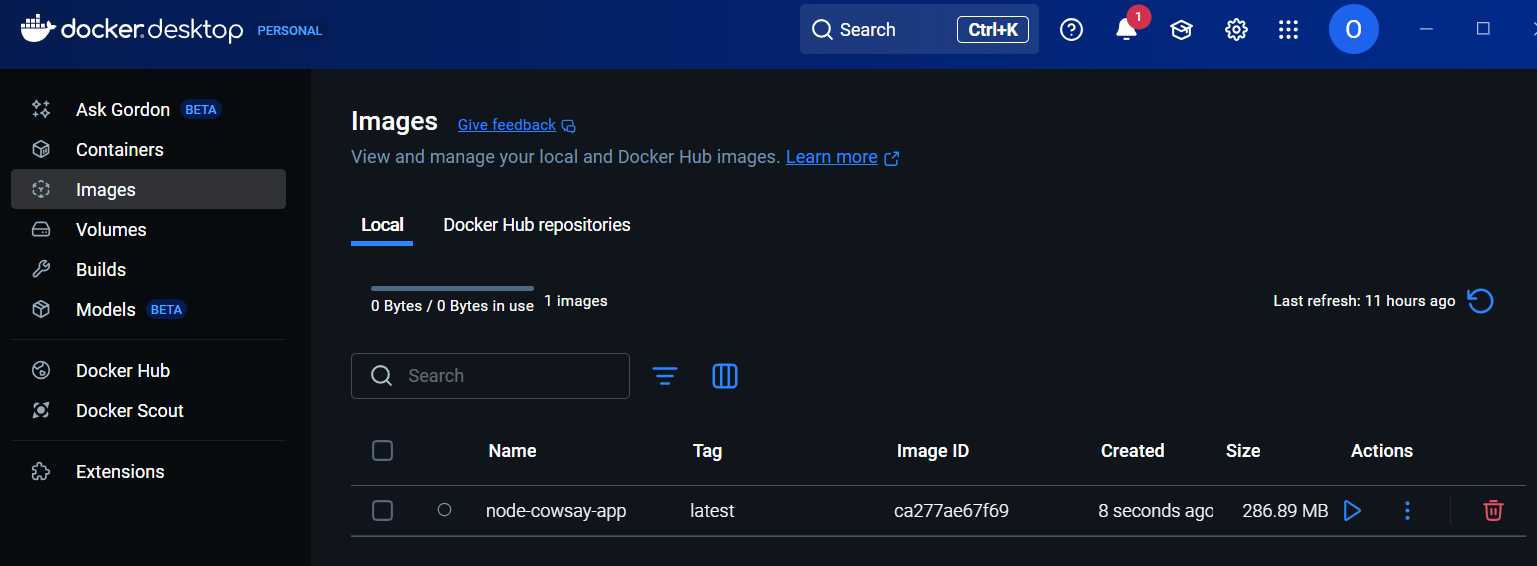 docker.desktop PERSONAL Search Ctrl+K 1 O
Ask Gordon BETA
Containers
Images
Volumes
Builds
Models BETA
Docker Hub
Docker Scout
Extensions
Images Give feedback
View and manage your local and Docker Hub images. Learn more
Local Docker Hub repositories
0 Bytes / 0 Bytes in use 1 images Last refresh: 11 hours ago
Search
Name Tag Image ID Created Size Actions
node-cowsay-app latest ca277ae67f69 8 seconds ago 286.89 MB